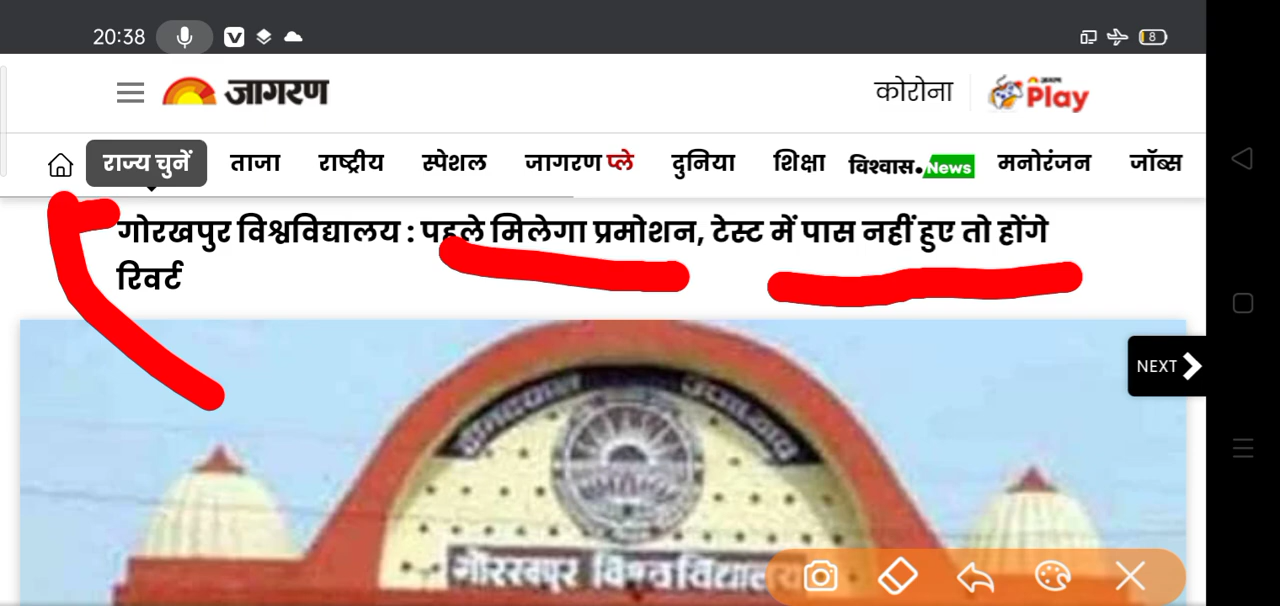 20:38
8
जागरण
कोरोना
Play
राज्य चुनें ताजा राष्ट्रीय स्पेशल जागरण प्ले दुनिया शिक्षा विश्वास.News मनोरंजन जॉब्स
गोरखपुर विश्वविद्यालय : पहले मिलेगा प्रमोशन, टेस्ट में पास नहीं हुए तो होंगे
रिवर्ट
NEXT
गोरखपुर विश्वविद्यालय